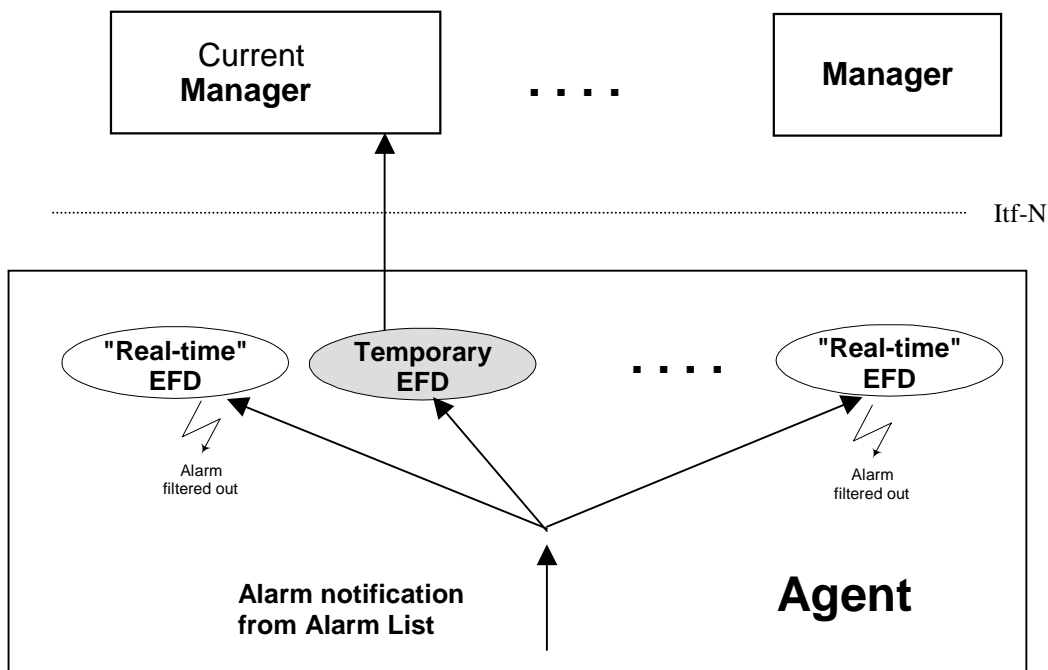 Current
Manager
. . . .
Manager
Itf-N
"Real-time"
EFD
Temporary
EFD
. . . .
"Real-time"
EFD
Alarm
filtered out
Alarm
filtered out
Alarm notification
from Alarm List
Agent